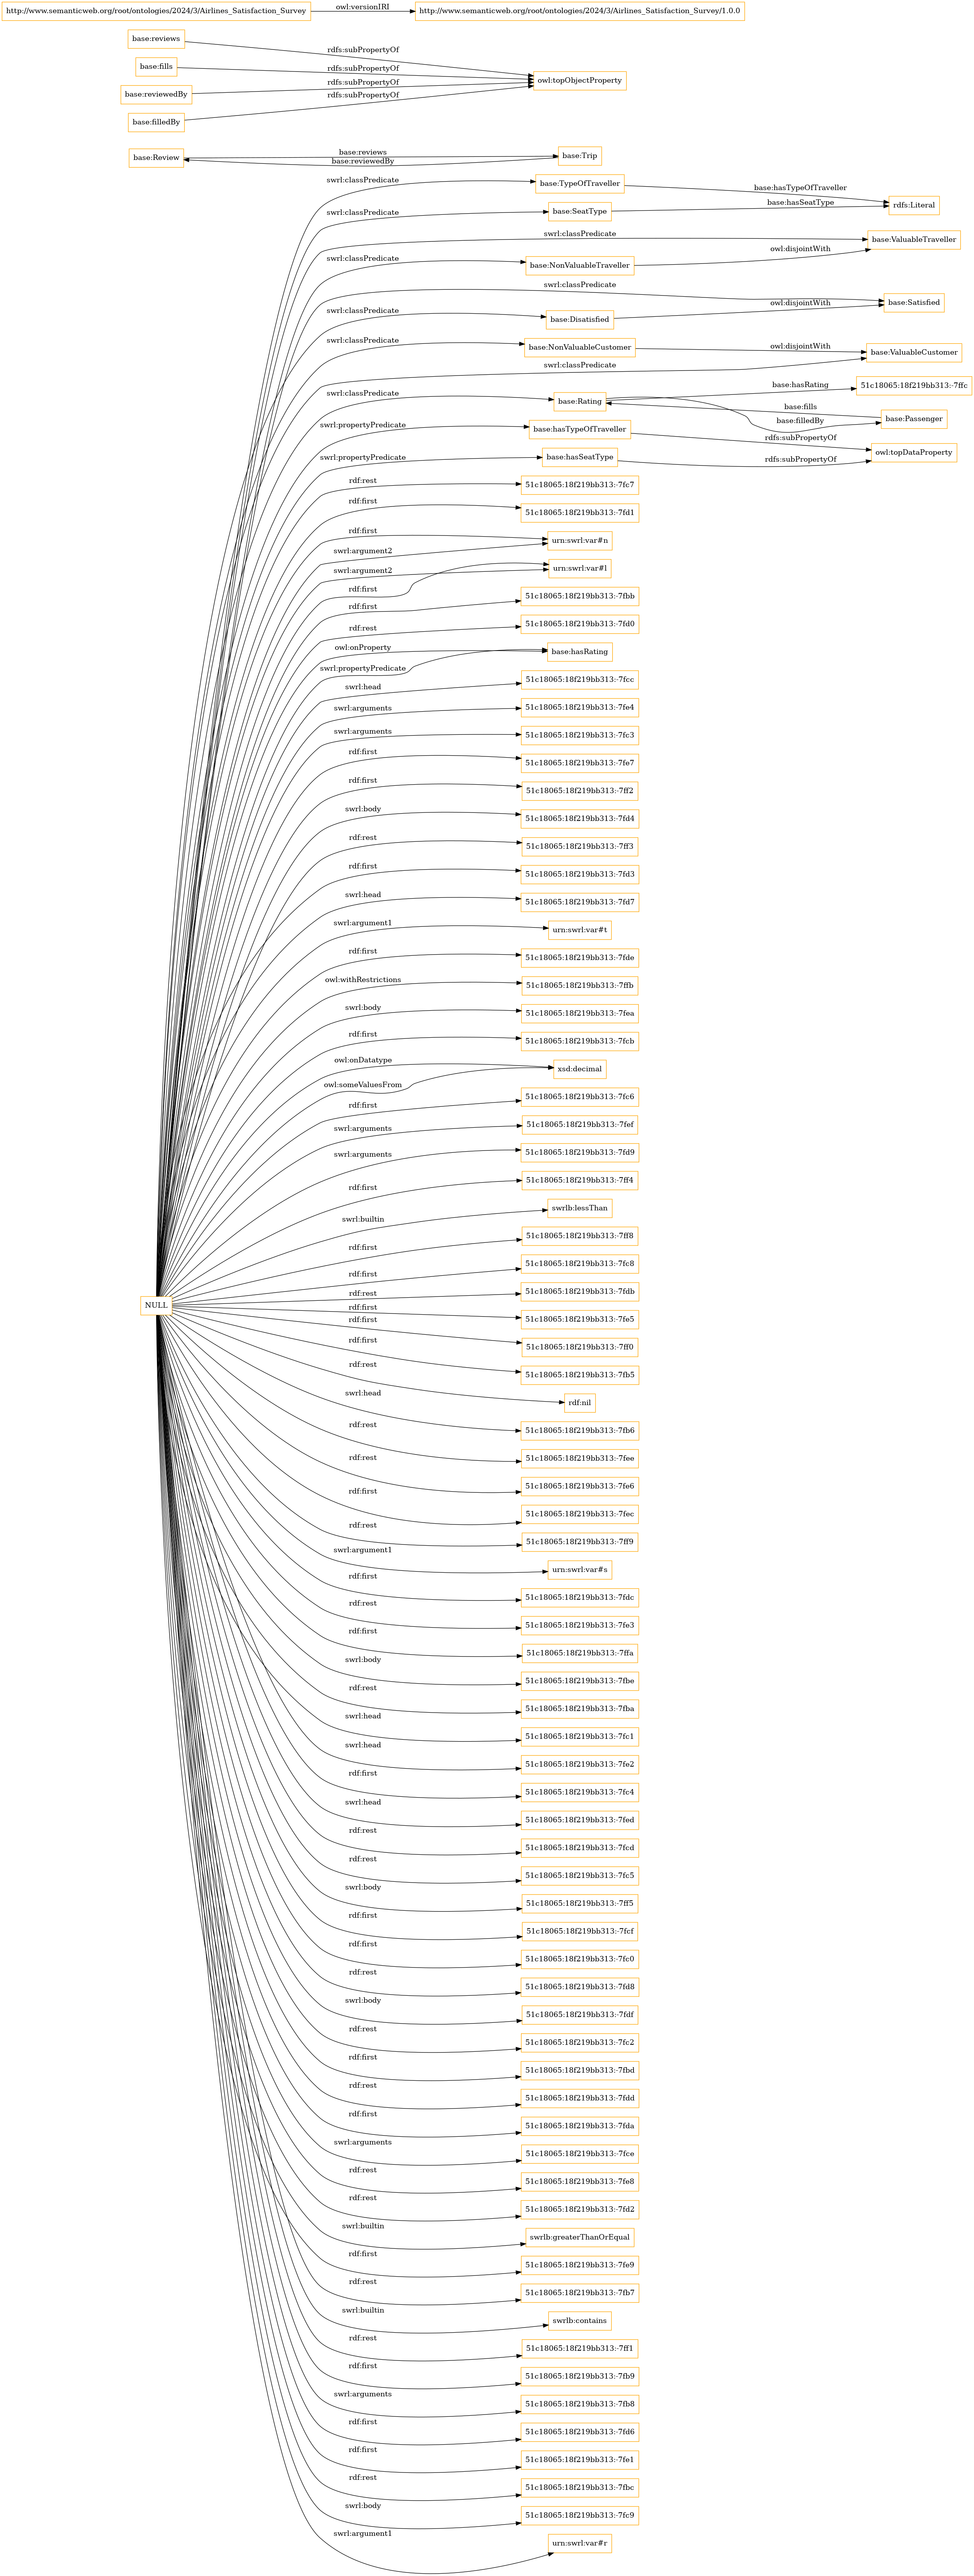 http://www.semanticweb.org/root/ontologies/2024/3/Airlines_Satisfaction_Survey owl:versionIRI http://www.semanticweb.org/root/ontologies/2024/3/Airlines_Satisfaction_Survey/1.0.0
base:reviews rdfs:subPropertyOf
base:fills rdfs:subPropertyOf owl:topObjectProperty
base:reviewedBy rdfs:subPropertyOf
base:filledBy rdfs:subPropertyOf
base:Review base:reviews base:Trip
base:reviewedBy
swrl:classPredicate base:TypeOfTraveller base:hasTypeOfTraveller rdfs:Literal
swrl:classPredicate base:SeatType base:hasSeatType
swrl:classPredicate base:ValuableTraveller
swrl:classPredicate base:NonValuableTraveller owl:disjointWith
swrl:classPredicate base:Satisfied
swrl:classPredicate base:Disatisfied owl:disjointWith
swrl:classPredicate base:NonValuableCustomer owl:disjointWith base:ValuableCustomer
swrl:classPredicate
swrl:classPredicate base:Rating base:hasRating 51c18065:18f219bb313:-7ffc
base:fills base:Passenger
base:filledBy
swrl:propertyPredicate base:hasTypeOfTraveller rdfs:subPropertyOf owl:topDataProperty
swrl:propertyPredicate base:hasSeatType rdfs:subPropertyOf
rdf:rest 51c18065:18f219bb313:-7fc7
rdf:first 51c18065:18f219bb313:-7fd1
rdf:first urn:swrl:var#n
swrl:argument2
swrl:argument2 urn:swrl:var#l
rdf:first
rdf:first 51c18065:18f219bb313:-7fbb
rdf:rest 51c18065:18f219bb313:-7fd0
owl:onProperty base:hasRating
swrl:propertyPredicate
swrl:head 51c18065:18f219bb313:-7fcc
swrl:arguments 51c18065:18f219bb313:-7fe4
swrl:arguments 51c18065:18f219bb313:-7fc3
rdf:first 51c18065:18f219bb313:-7fe7
rdf:first 51c18065:18f219bb313:-7ff2
swrl:body 51c18065:18f219bb313:-7fd4
rdf:rest 51c18065:18f219bb313:-7ff3
rdf:first 51c18065:18f219bb313:-7fd3
swrl:head 51c18065:18f219bb313:-7fd7
swrl:argument1 urn:swrl:var#t
rdf:first 51c18065:18f219bb313:-7fde
owl:withRestrictions 51c18065:18f219bb313:-7ffb
swrl:body 51c18065:18f219bb313:-7fea
rdf:first 51c18065:18f219bb313:-7fcb
owl:onDatatype xsd:decimal
owl:someValuesFrom
rdf:first 51c18065:18f219bb313:-7fc6
swrl:arguments 51c18065:18f219bb313:-7fef
swrl:arguments 51c18065:18f219bb313:-7fd9
rdf:first 51c18065:18f219bb313:-7ff4
swrl:builtin swrlb:lessThan
rdf:first 51c18065:18f219bb313:-7ff8
rdf:first 51c18065:18f219bb313:-7fc8
rdf:rest 51c18065:18f219bb313:-7fdb
NULL
rdf:first 51c18065:18f219bb313:-7fe5
rdf:first 51c18065:18f219bb313:-7ff0
rdf:first 51c18065:18f219bb313:-7fb5
rdf:rest rdf:nil
swrl:head 51c18065:18f219bb313:-7fb6
rdf:rest 51c18065:18f219bb313:-7fee
rdf:rest 51c18065:18f219bb313:-7fe6
rdf:first 51c18065:18f219bb313:-7fec
rdf:rest 51c18065:18f219bb313:-7ff9
swrl:argument1 urn:swrl:var#s
rdf:first 51c18065:18f219bb313:-7fdc
rdf:rest 51c18065:18f219bb313:-7fe3
rdf:first 51c18065:18f219bb313:-7ffa
swrl:body 51c18065:18f219bb313:-7fbe
rdf:rest 51c18065:18f219bb313:-7fba
swrl:head 51c18065:18f219bb313:-7fc1
swrl:head 51c18065:18f219bb313:-7fe2
rdf:first 51c18065:18f219bb313:-7fc4
swrl:head 51c18065:18f219bb313:-7fed
rdf:rest 51c18065:18f219bb313:-7fcd
rdf:rest 51c18065:18f219bb313:-7fc5
swrl:body 51c18065:18f219bb313:-7ff5
rdf:first 51c18065:18f219bb313:-7fcf
rdf:first 51c18065:18f219bb313:-7fc0
rdf:rest 51c18065:18f219bb313:-7fd8
swrl:body 51c18065:18f219bb313:-7fdf
rdf:rest 51c18065:18f219bb313:-7fc2
rdf:first 51c18065:18f219bb313:-7fbd
rdf:rest 51c18065:18f219bb313:-7fdd
rdf:first 51c18065:18f219bb313:-7fda
swrl:arguments 51c18065:18f219bb313:-7fce
rdf:rest 51c18065:18f219bb313:-7fe8
rdf:rest 51c18065:18f219bb313:-7fd2
swrl:builtin swrlb:greaterThanOrEqual
rdf:first 51c18065:18f219bb313:-7fe9
rdf:rest 51c18065:18f219bb313:-7fb7
swrl:builtin swrlb:contains
rdf:rest 51c18065:18f219bb313:-7ff1
rdf:first 51c18065:18f219bb313:-7fb9
swrl:arguments 51c18065:18f219bb313:-7fb8
rdf:first 51c18065:18f219bb313:-7fd6
rdf:first 51c18065:18f219bb313:-7fe1
rdf:rest 51c18065:18f219bb313:-7fbc
swrl:body 51c18065:18f219bb313:-7fc9
swrl:argument1 urn:swrl:var#r